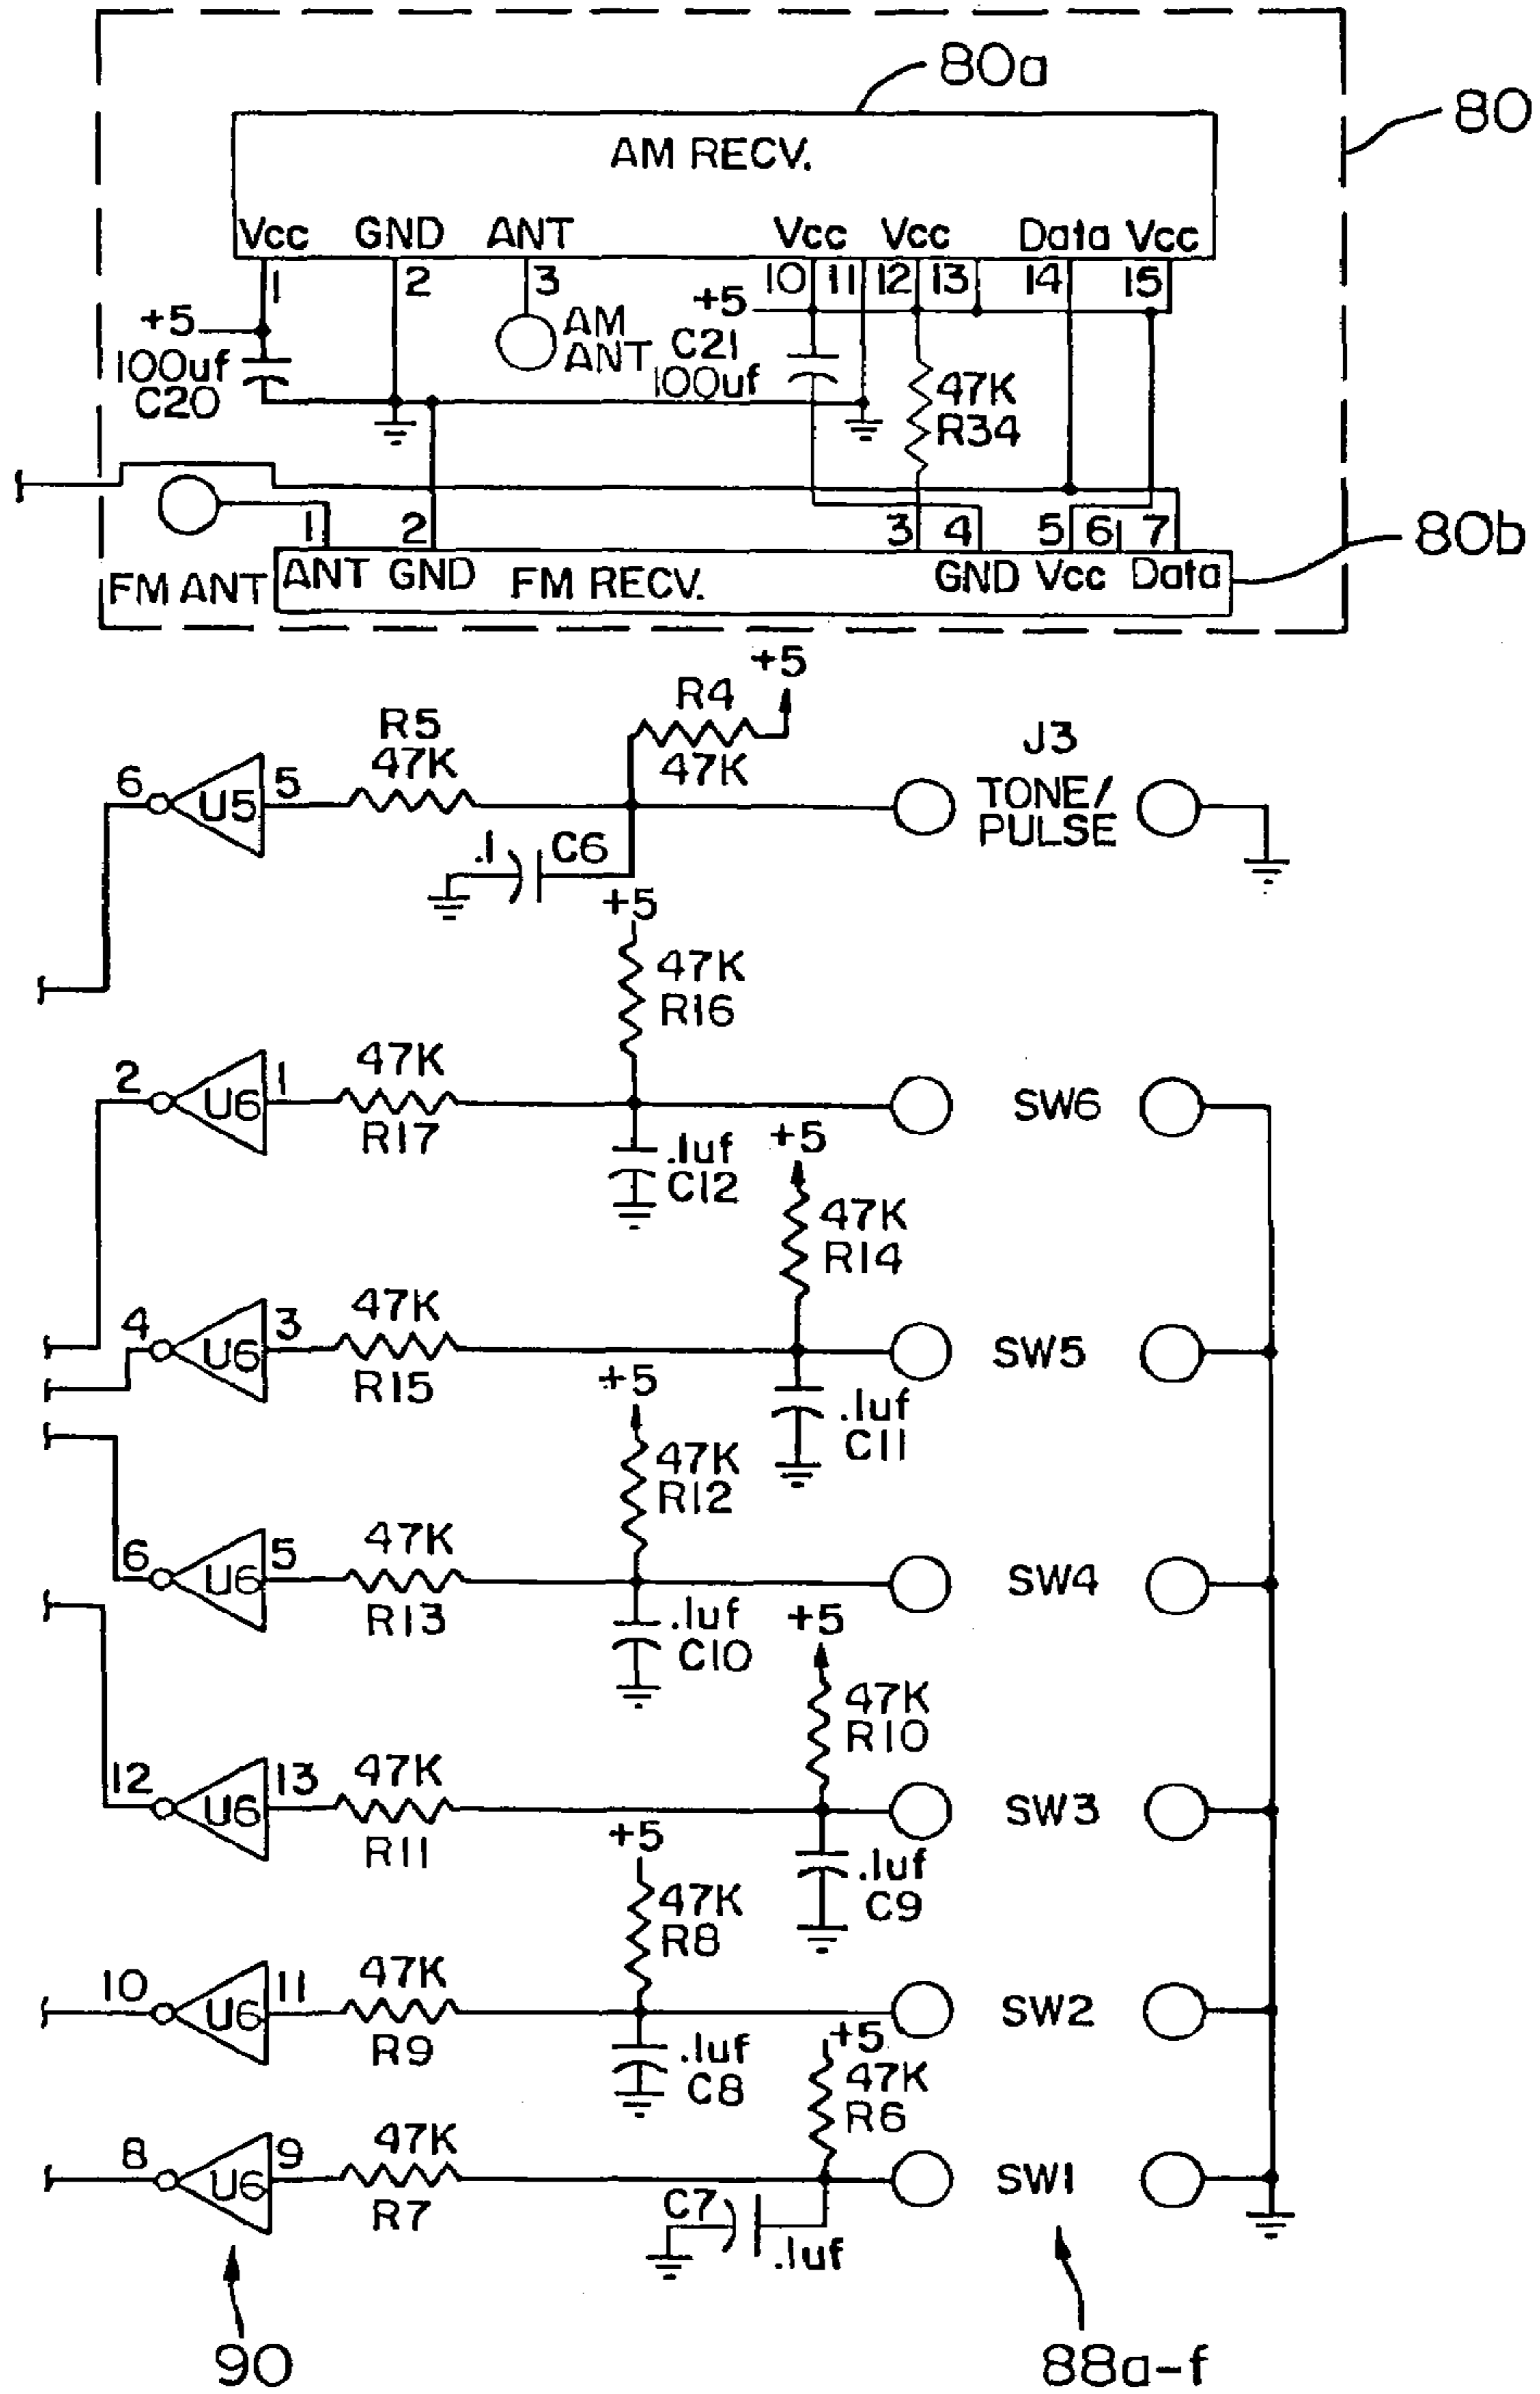 80a
80
AM RECV.
Vcc GND ANT Vcc Vcc Data Vcc
1 2 3 10 11 12 13 14 15
+5
100uf
C20
AM
ANT
+5
C21
100uf
47K
R34
1 2 3 4 5 6 7
80b
FM ANT
ANT GND FM RECV. GND Vcc Data
+5
R4
47K
R5
47K
J3
TONE/
PULSE
6 U5 5
.1 C6
+5
47K
R16
47K
2 U6 1
R17
SW6
.1uf
C12
+5
47K
R14
47K
4 U6 3
R15
SW5
+5
.1uf
C11
47K
R12
47K
6 U6 5
R13
SW4
.1uf
C10
+5
47K
R10
47K
12 U6 13
R11
SW3
+5
.1uf
C9
47K
R8
47K
10 U6 11
R9
SW2
.1uf
C8
+5
47K
R6
47K
8 U6 9
R7
SW1
C7
.1uf
90
88a-f